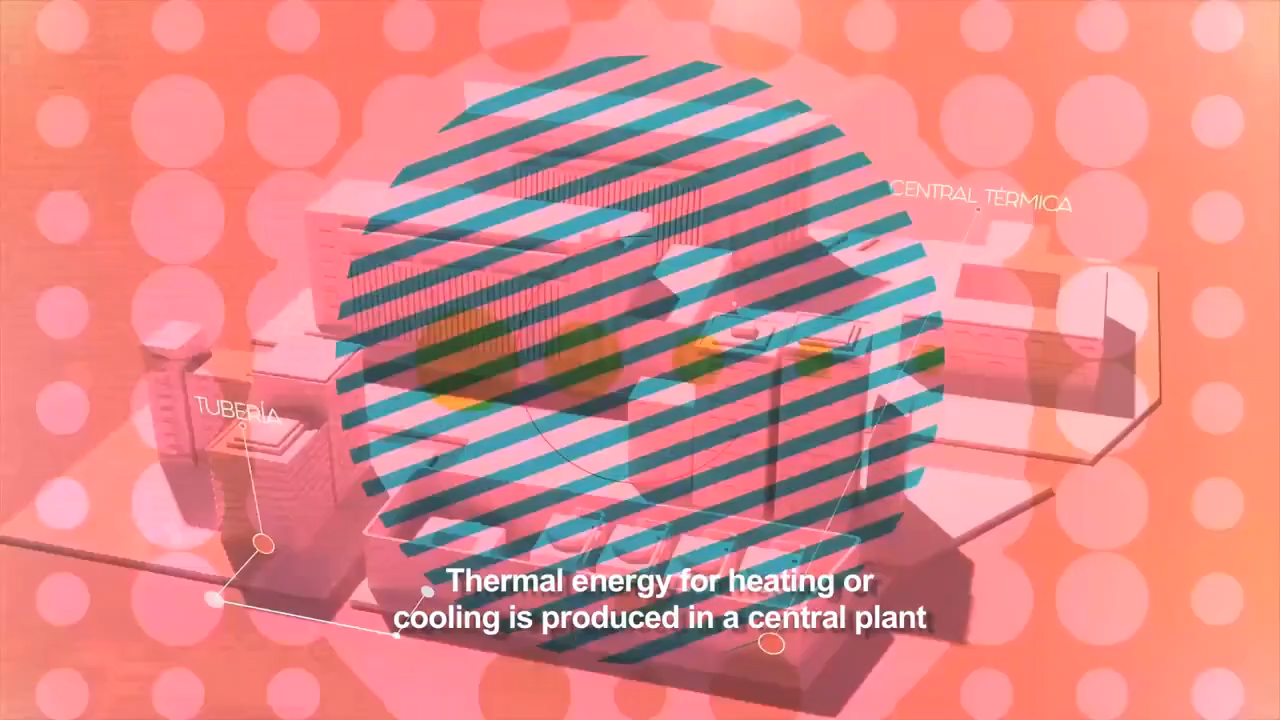 CENTRAL TÉRMICA
TUBERÍA
Thermal energy for heating or
cooling is produced in a central plant